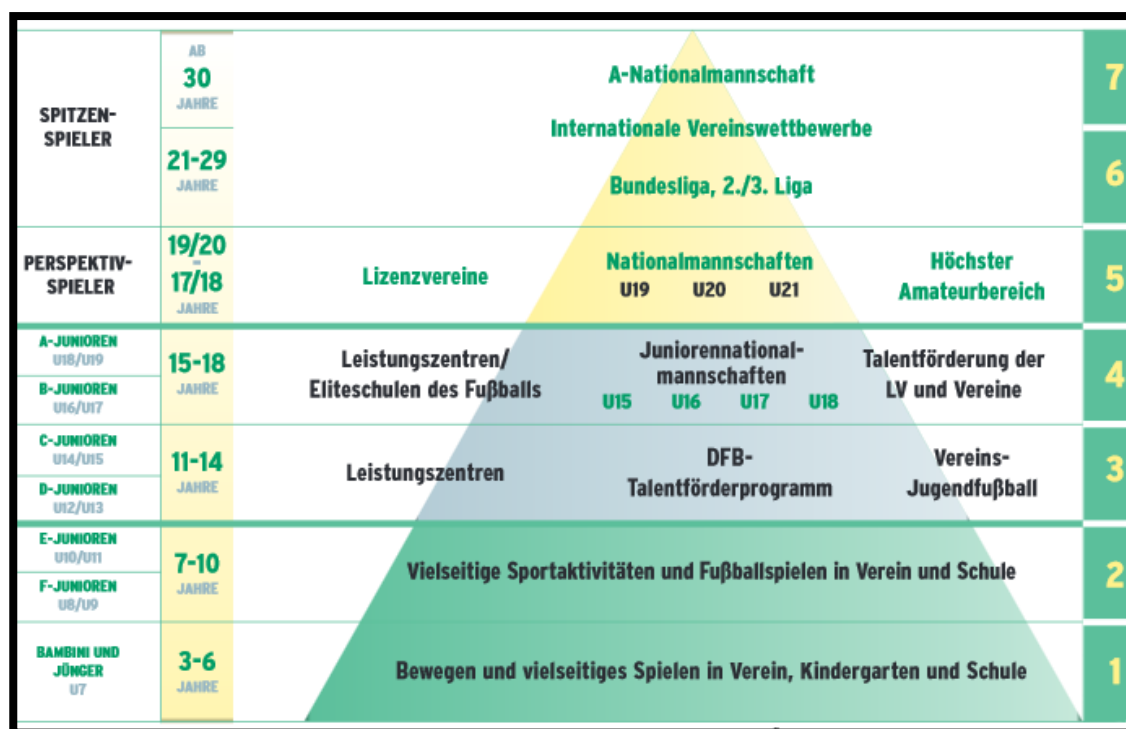 SPITZEN-
SPIELER
AB
30
JAHRE
21-29
JAHRE
A-Nationalmannschaft
Internationale Vereinswettbewerbe
Bundesliga, 2./3. Liga
7
6
PERSPEKTIV-
SPIELER
19/20
-
17/18
JAHRE
Lizenzvereine
Nationalmannschaften
U19 U20 U21
Höchster
Amateurbereich
5
A-JUNIOREN
U18/U19
B-JUNIOREN
U16/U17
15-18
JAHRE
Leistungszentren/
Eliteschulen des Fußballs
Juniorennational-
mannschaften
U15 U16 U17 U18
Talentförderung der
LV und Vereine
4
C-JUNIOREN
U14/U15
D-JUNIOREN
U12/U13
11-14
JAHRE
Leistungszentren
DFB-
Talentförderprogramm
Vereins-
Jugendfußball
3
E-JUNIOREN
U10/U11
F-JUNIOREN
U8/U9
7-10
JAHRE
Vielseitige Sportaktivitäten und Fußballspielen in Verein und Schule
2
BAMBINI UND
JÜNGER
U7
3-6
JAHRE
Bewegen und vielseitiges Spielen in Verein, Kindergarten und Schule
1